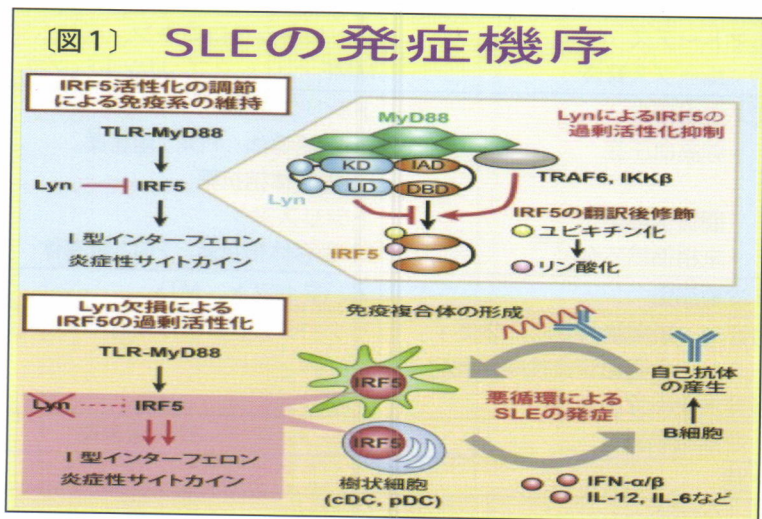 〔図1〕 SLEの発症機序
IRF5活性化の調節
による免疫系の維持
TLR-MyD88
Lyn
IRF5
I 型インターフェロン
炎症性サイトカイン
MyD88
LynによるIRF5の
過剰活性化抑制
KD
IAD
UD
DBD
Lyn
TRAF6, IKKβ
IRF5の翻訳後修飾
ユビキチン化
リン酸化
IRF5
Lyn欠損による
IRF5の過剰活性化
TLR-MyD88
Lyn
IRF5
I 型インターフェロン
炎症性サイトカイン
免疫複合体の形成
IRF5
IRF5
樹状細胞
(cDC, pDC)
悪循環による
SLEの発症
自己抗体
の産生
B細胞
IFN-α/β
IL-12, IL-6など